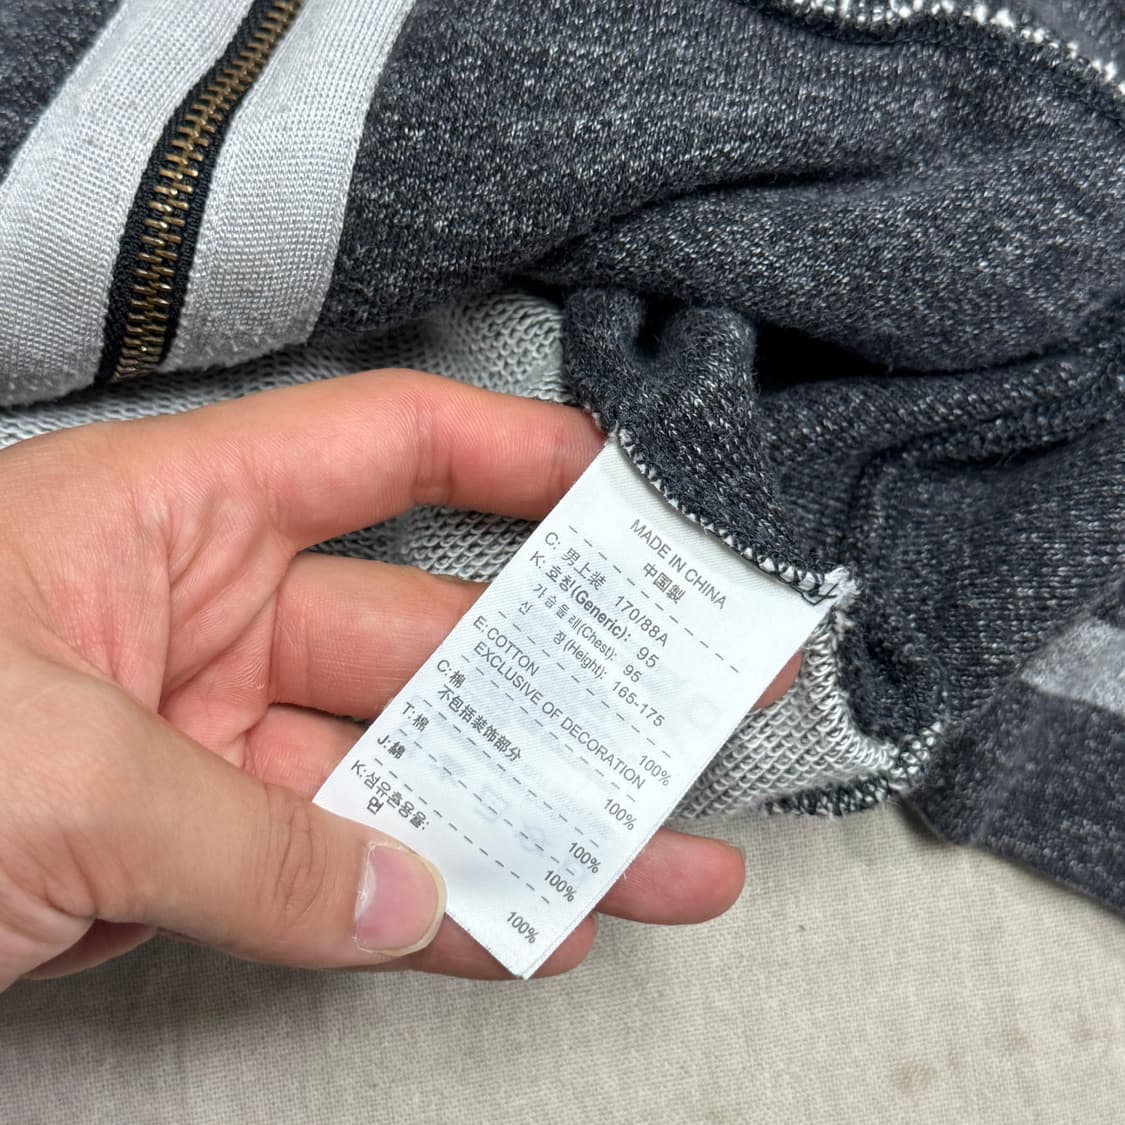 MADE IN CHINA
中国製
C: 男上装 170/88A
K: 호칭(Generic): 95
가슴둘레(Chest): 95
신 장(Height): 165-175
E:COTTON 100%
EXCLUSIVE OF DECORATION
C:棉 100%
不包括装饰部分
T:棉 100%
J:綿 100%
K:섬유혼용율:
면 100%